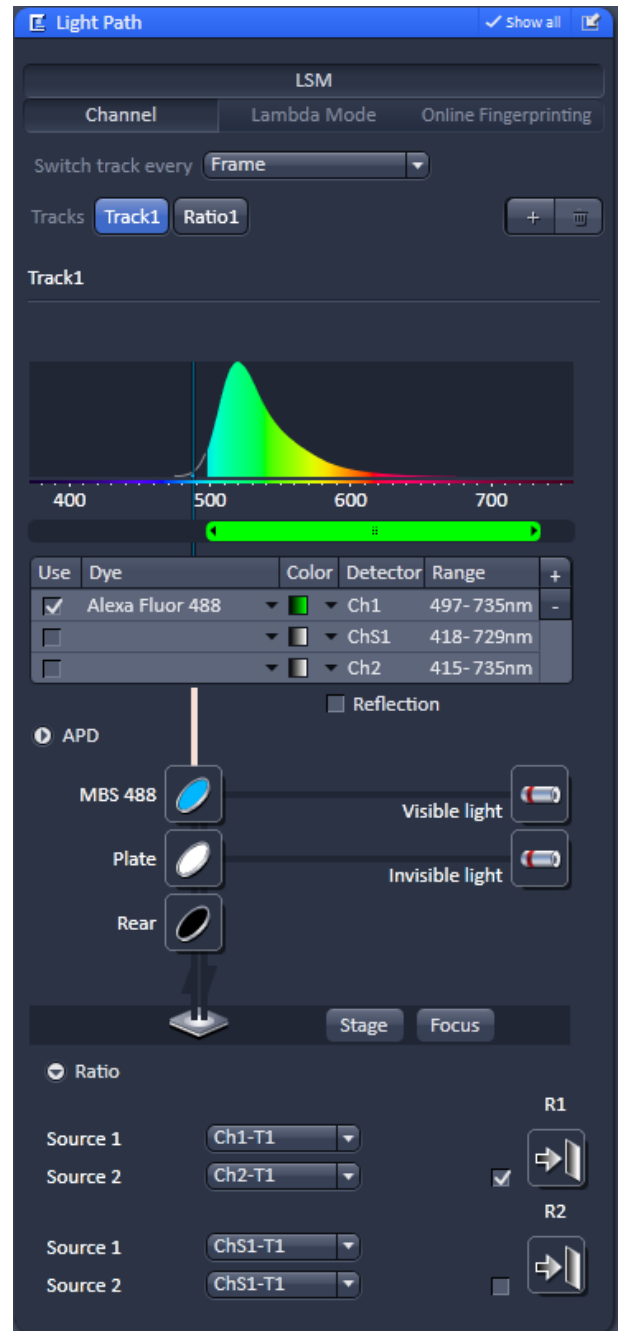 Light Path Show all
LSM
Channel Lambda Mode Online Fingerprinting
Switch track every Frame
Tracks Track1 Ratio1 +
Track1
400 500 600 700
Use Dye Color Detector Range +
Alexa Fluor 488 Ch1 497-735nm -
ChS1 418-729nm
Ch2 415-735nm
Reflection
APD
MBS 488
Visible light
Plate
Invisible light
Rear
Stage Focus
Ratio
R1
Source 1 Ch1-T1
Source 2 Ch2-T1
R2
Source 1 ChS1-T1
Source 2 ChS1-T1